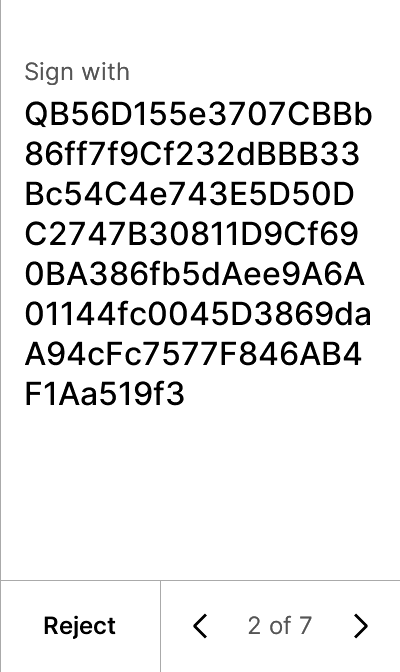 Sign with
QB56D155e3707CBBb
86ff7f9Cf232dBBB33
Bc54C4e743E5D50D
C2747B30811D9Cf69
0BA386fb5dAee9A6A
01144fc0045D3869da
A94cFc7577F846AB4
F1Aa519f3
Reject
2 of 7